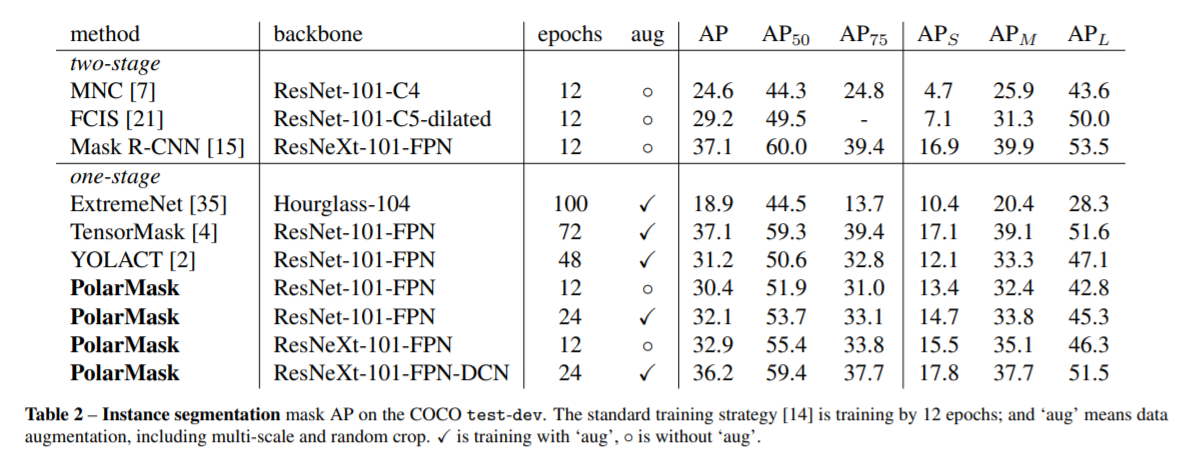 method backbone epochs aug AP AP50 AP75 APS APM APL
two-stage
MNC [7] ResNet-101-C4 12 ○ 24.6 44.3 24.8 4.7 25.9 43.6
FCIS [21] ResNet-101-C5-dilated 12 ○ 29.2 49.5 - 7.1 31.3 50.0
Mask R-CNN [15] ResNeXt-101-FPN 12 ○ 37.1 60.0 39.4 16.9 39.9 53.5
one-stage
ExtremeNet [35] Hourglass-104 100 ✓ 18.9 44.5 13.7 10.4 20.4 28.3
TensorMask [4] ResNet-101-FPN 72 ✓ 37.1 59.3 39.4 17.1 39.1 51.6
YOLACT [2] ResNet-101-FPN 48 ✓ 31.2 50.6 32.8 12.1 33.3 47.1
PolarMask ResNet-101-FPN 12 ○ 30.4 51.9 31.0 13.4 32.4 42.8
PolarMask ResNet-101-FPN 24 ✓ 32.1 53.7 33.1 14.7 33.8 45.3
PolarMask ResNeXt-101-FPN 12 ○ 32.9 55.4 33.8 15.5 35.1 46.3
PolarMask ResNeXt-101-FPN-DCN 24 ✓ 36.2 59.4 37.7 17.8 37.7 51.5
Table 2 – Instance segmentation mask AP on the COCO test-dev. The standard training strategy [14] is training by 12 epochs; and ‘aug’ means data
augmentation, including multi-scale and random crop. ✓ is training with ‘aug’, ○ is without ‘aug’.